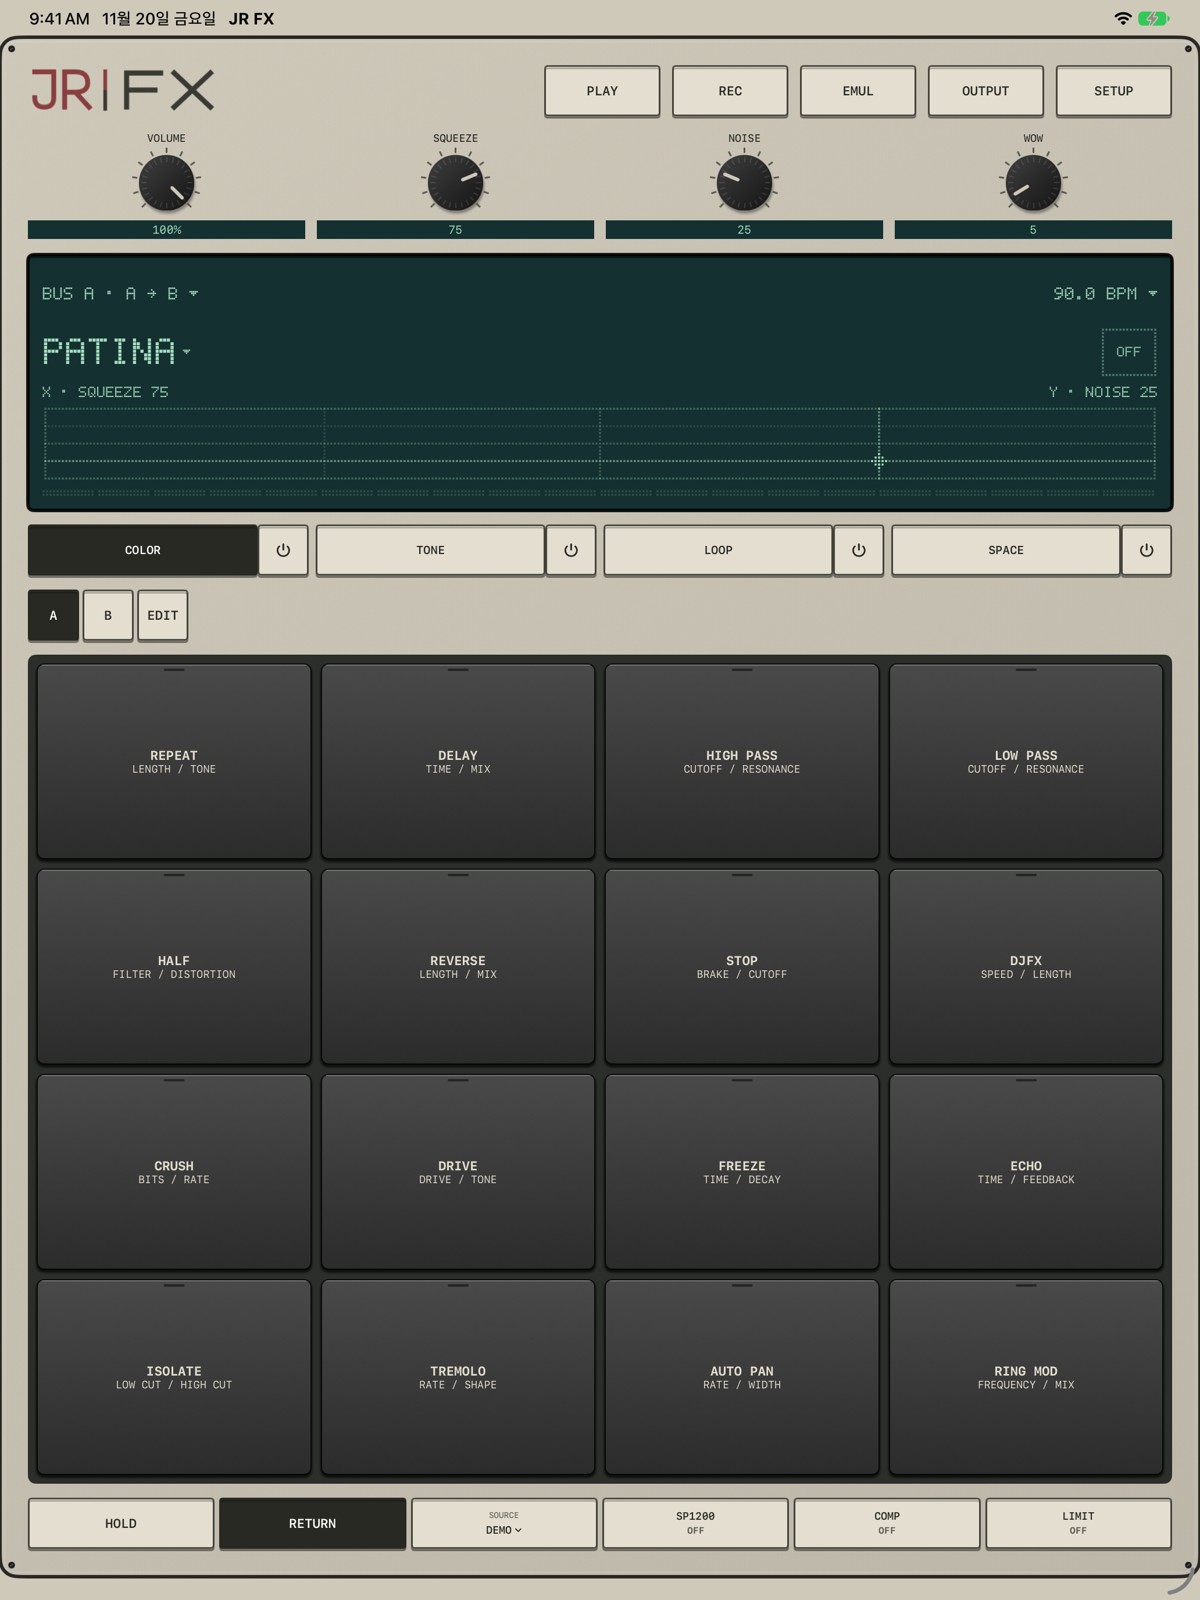 9:41 AM 11월 20일 금요일 JR FX
JR|FX
PLAY REC EMUL OUTPUT SETUP
VOLUME SQUEEZE NOISE WOW
100% 75 25 5
BUS A · A → B 90.0 BPM
PATINA OFF
X · SQUEEZE 75 Y · NOISE 25
COLOR TONE LOOP SPACE
A B EDIT
REPEAT DELAY HIGH PASS LOW PASS
LENGTH / TONE TIME / MIX CUTOFF / RESONANCE CUTOFF / RESONANCE
HALF REVERSE STOP DJFX
FILTER / DISTORTION LENGTH / MIX BRAKE / CUTOFF SPEED / LENGTH
CRUSH DRIVE FREEZE ECHO
BITS / RATE DRIVE / TONE TIME / DECAY TIME / FEEDBACK
ISOLATE TREMOLO AUTO PAN RING MOD
LOW CUT / HIGH CUT RATE / SHAPE RATE / WIDTH FREQUENCY / MIX
HOLD RETURN SOURCE SP1200 COMP LIMIT
DEMO OFF OFF OFF